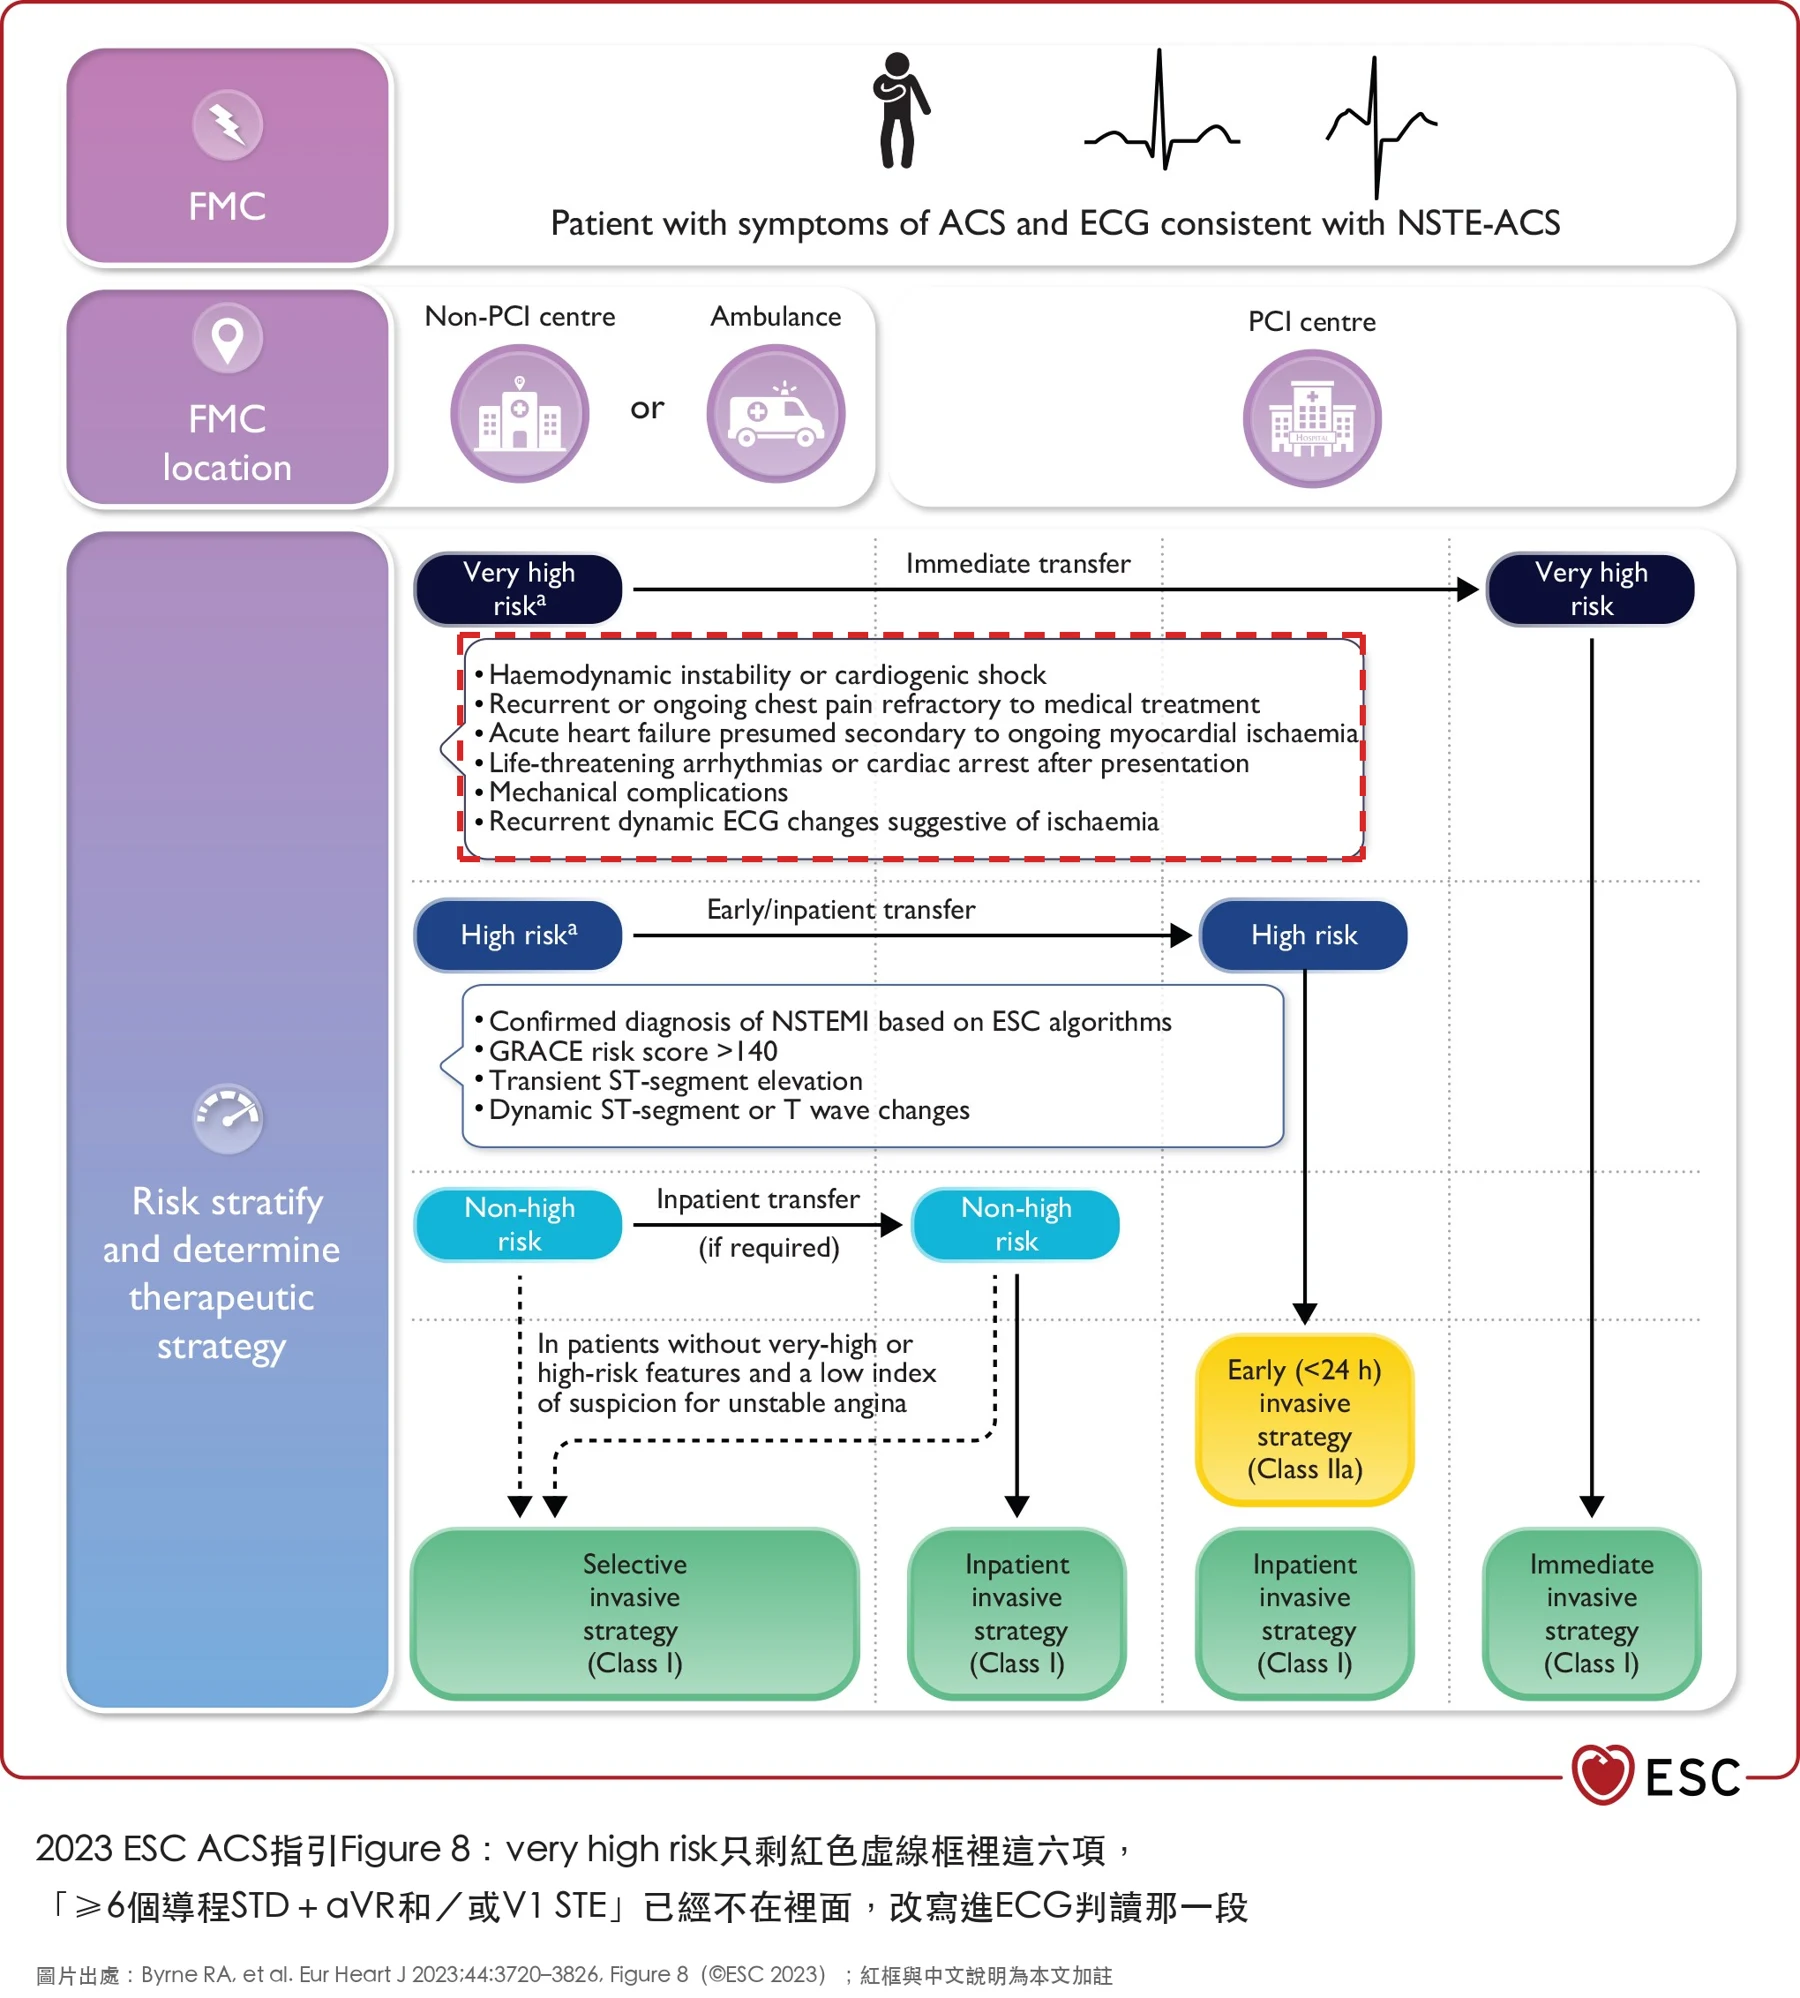 FMC
Patient with symptoms of ACS and ECG consistent with NSTE-ACS
FMC
location
Non-PCI centre
or
Ambulance
PCI centre
HOSPITAL
Risk stratify
and determine
therapeutic
strategy
Very high
riskᵃ
Immediate transfer
Very high
risk
• Haemodynamic instability or cardiogenic shock
• Recurrent or ongoing chest pain refractory to medical treatment
• Acute heart failure presumed secondary to ongoing myocardial ischaemia
• Life-threatening arrhythmias or cardiac arrest after presentation
• Mechanical complications
• Recurrent dynamic ECG changes suggestive of ischaemia
High riskᵃ
Early/inpatient transfer
High risk
• Confirmed diagnosis of NSTEMI based on ESC algorithms
• GRACE risk score >140
• Transient ST-segment elevation
• Dynamic ST-segment or T wave changes
Non-high
risk
Inpatient transfer
(if required)
Non-high
risk
In patients without very-high or
high-risk features and a low index
of suspicion for unstable angina
Early (<24 h)
invasive
strategy
(Class IIa)
Selective
invasive
strategy
(Class I)
Inpatient
invasive
strategy
(Class I)
Inpatient
invasive
strategy
(Class I)
Immediate
invasive
strategy
(Class I)
ESC
2023 ESC ACS指引Figure 8：very high risk只剩紅色虛線框裡這六項，
「≥6個導程STD＋aVR和／或V1 STE」已經不在裡面，改寫進ECG判讀那一段
圖片出處：Byrne RA, et al. Eur Heart J 2023;44:3720–3826, Figure 8（©ESC 2023）；紅框與中文說明為本文加註